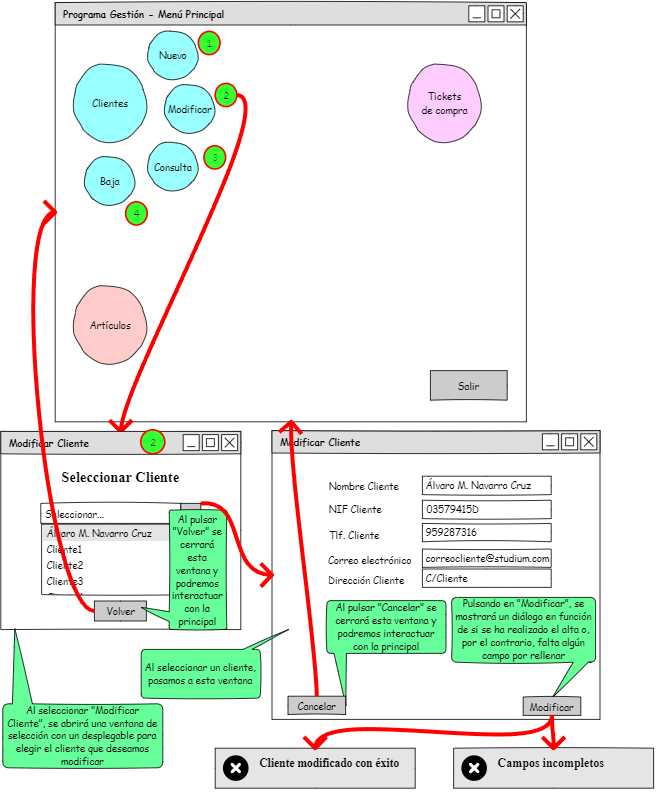 Programa Gestión - Menú Principal
Nuevo
1
Clientes
Modificar
2
Tickets
de compra
Consulta
3
Baja
4
Artículos
Salir
Modificar Cliente
2
Seleccionar Cliente
Seleccionar...
Álvaro M. Navarro Cruz
Cliente1
Cliente2
Cliente3
Volver
Al pulsar
"Volver" se
cerrará
esta
ventana y
podremos
interactuar
con la
principal
Al seleccionar "Modificar
Cliente", se abrirá una ventana de
selección con un desplegable para
elegir el cliente que deseamos
modificar
Al seleccionar un cliente,
pasamos a esta ventana
Modificar Cliente
Nombre Cliente
Álvaro M. Navarro Cruz
NIF Cliente
03579415D
Tlf. Cliente
959287316
Correo electrónico
correocliente@studium.com
Dirección Cliente
C/Cliente
Al pulsar "Cancelar" se
cerrará esta ventana y
podremos interactuar
con la principal
Pulsando en "Modificar", se
mostrará un diálogo en función
de si se ha realizado el alta o,
por el contrario, falta algún
campo por rellenar
Cancelar
Modificar
Cliente modificado con éxito
Campos incompletos